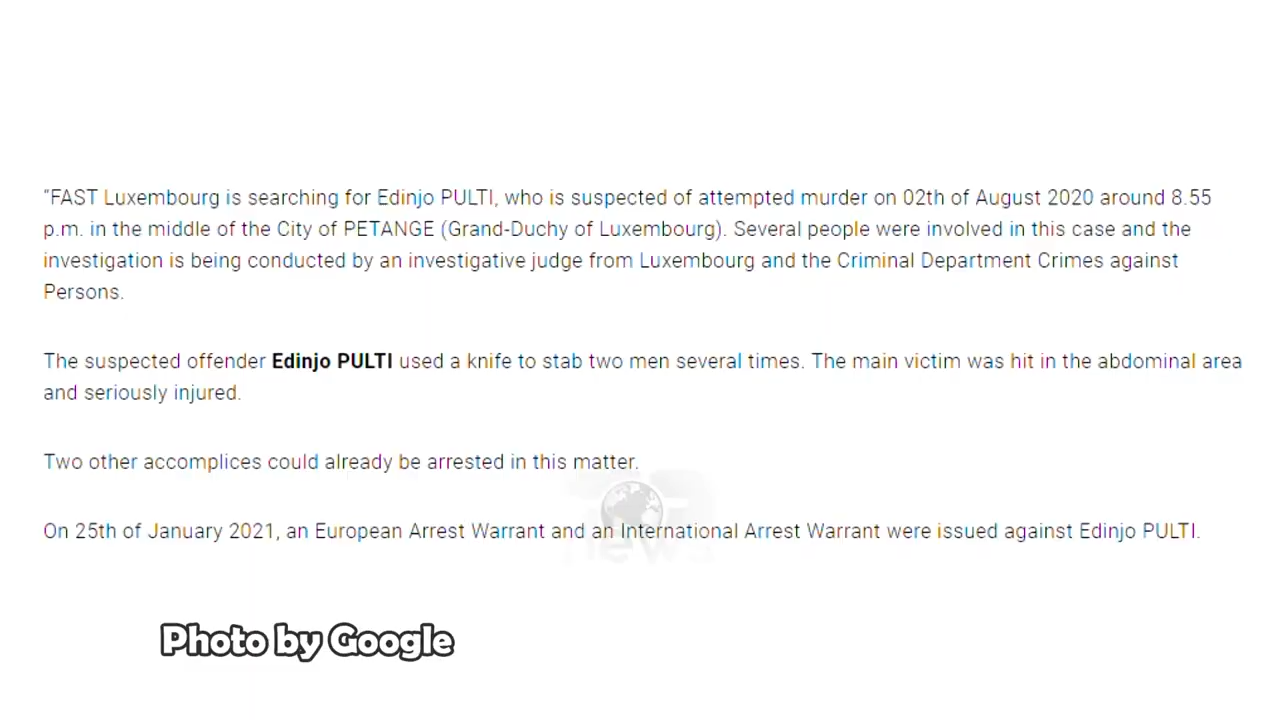 "FAST Luxembourg is searching for Edinjo PULTI, who is suspected of attempted murder on 02th of August 2020 around 8.55
p.m. in the middle of the City of PETANGE (Grand-Duchy of Luxembourg). Several people were involved in this case and the
investigation is being conducted by an investigative judge from Luxembourg and the Criminal Department Crimes against
Persons.
The suspected offender Edinjo PULTI used a knife to stab two men several times. The main victim was hit in the abdominal area
and seriously injured.
Two other accomplices could already be arrested in this matter.
On 25th of January 2021, an European Arrest Warrant and an International Arrest Warrant were issued against Edinjo PULTI.
news
Photo by Google